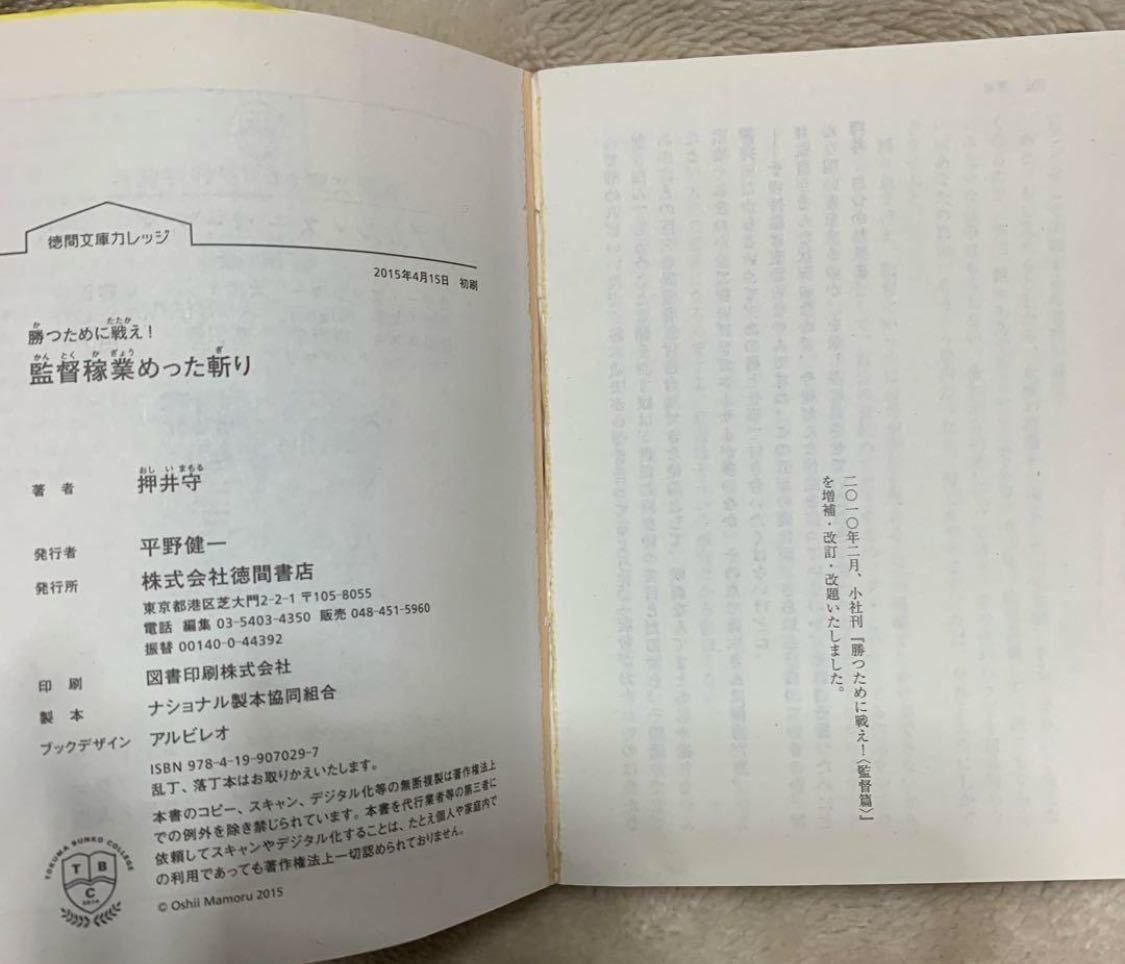 徳間文庫カレッジ
2015年4月15日　初刷
勝つために戦え！
監督稼業めった斬り
著者　押井守
発行者　平野健一
発行所　株式会社徳間書店
東京都港区芝大門2-2-1 〒105-8055
電話　編集 03-5403-4350　販売 048-451-5960
振替 00140-0-44392
印刷　図書印刷株式会社
製本　ナショナル製本協同組合
ブックデザイン　アルビレオ
ISBN 978-4-19-907029-7
乱丁、落丁本はお取りかえいたします。
本書のコピー、スキャン、デジタル化等の無断複製は著作権法上
での例外を除き禁じられています。本書を代行業者等の第三者に
依頼してスキャンやデジタル化することは、たとえ個人や家庭内で
の利用であっても著作権法上一切認められておりません。
© Oshii Mamoru 2015
TOKUMA BUNKO COLLEGE
T B
C
二〇一〇年二月、小社刊『勝つために戦え！〈監督篇〉』
を増補・改訂・改題いたしました。